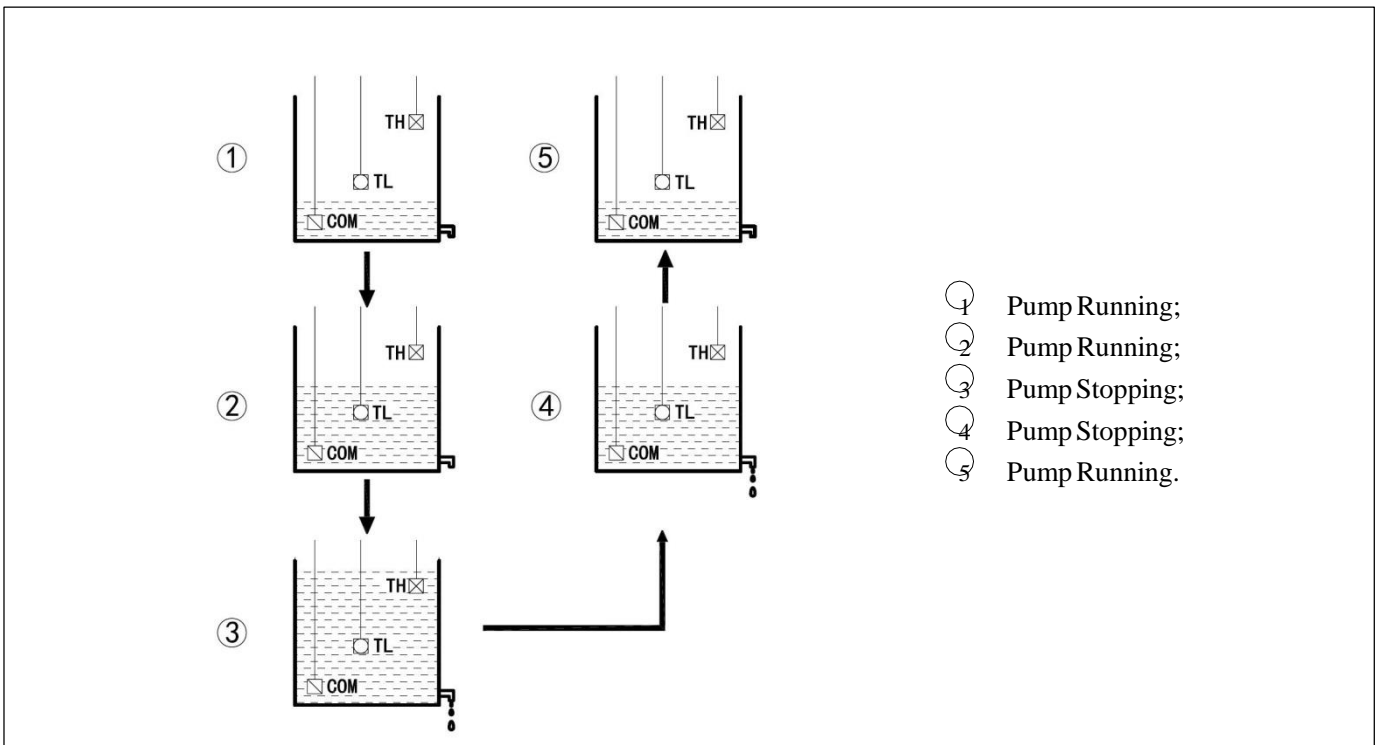 TH
① TL
COM
TH
⑤ TL
COM
TH
② TL
COM
TH
④ TL
COM
TH
③ TL
COM
① Pump Running;
② Pump Running;
③ Pump Stopping;
④ Pump Stopping;
⑤ Pump Running.